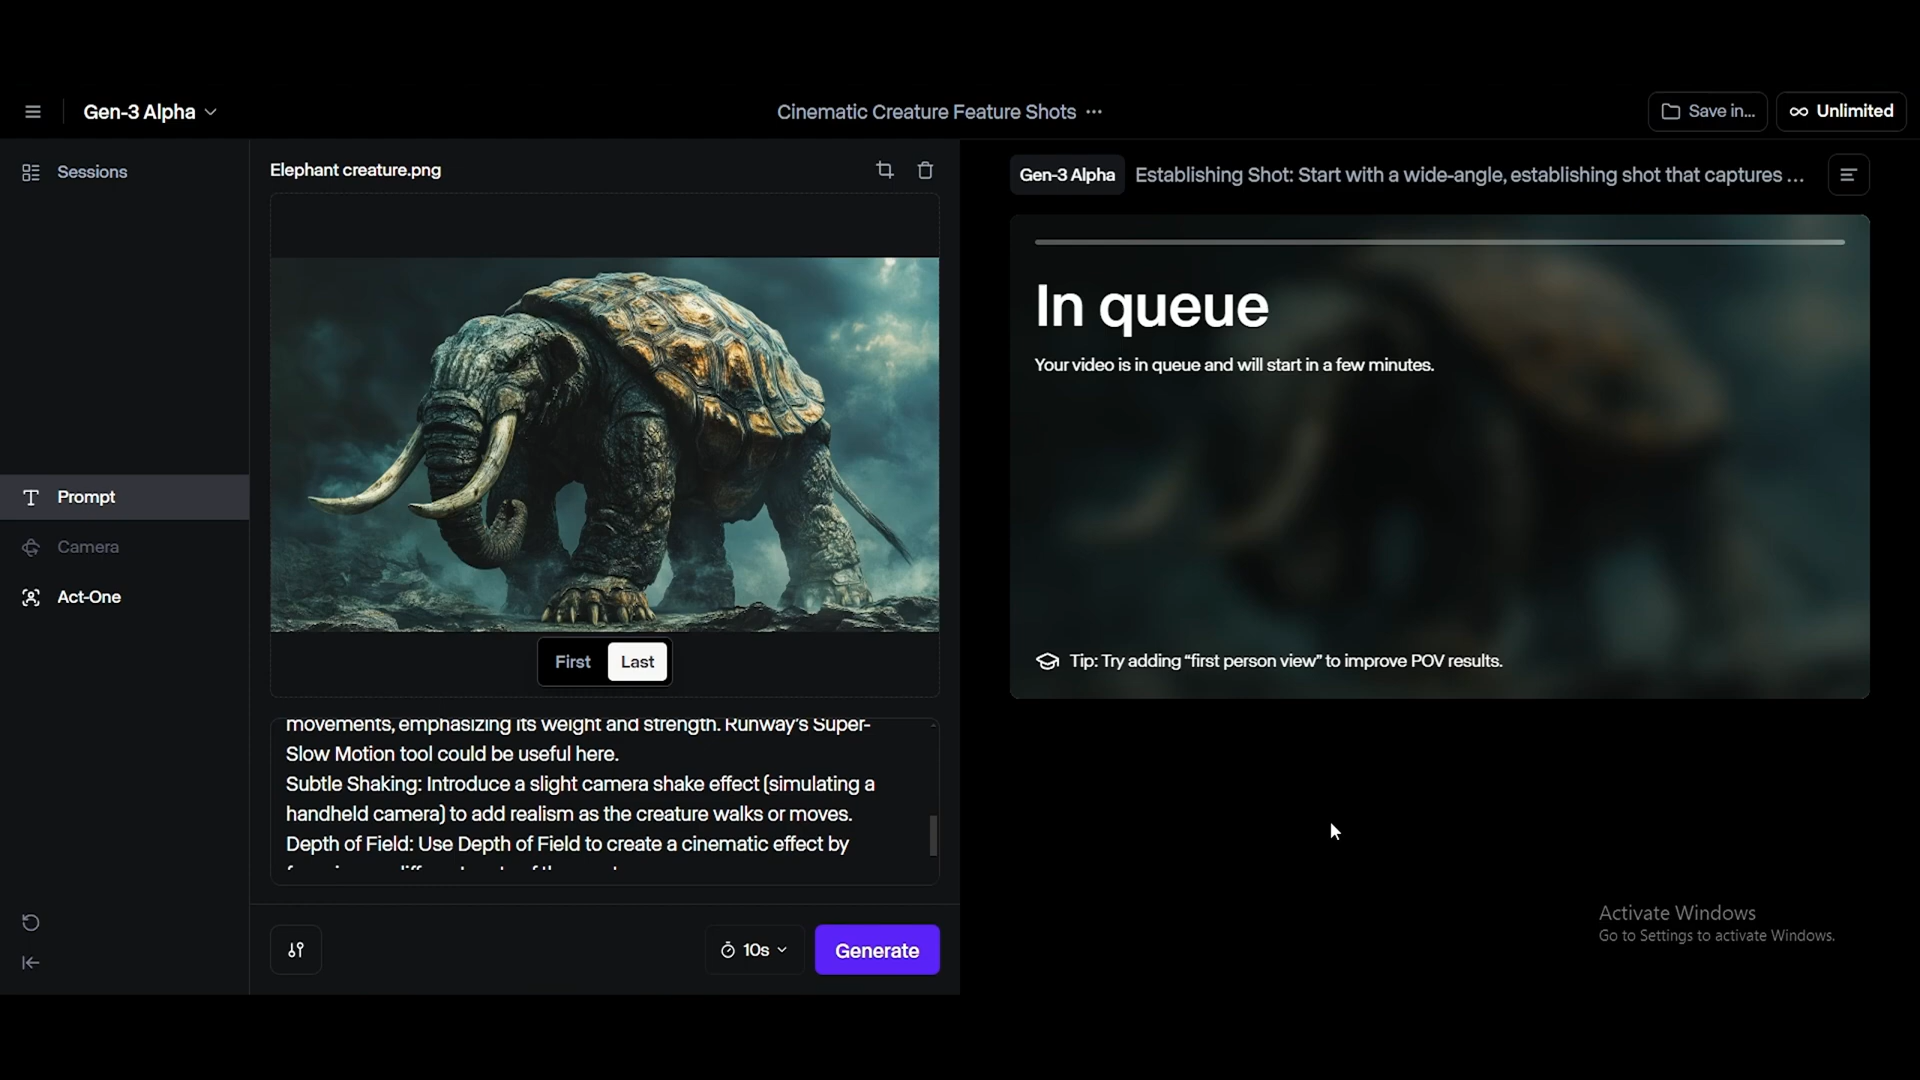 Gen-3 Alpha
Cinematic Creature Feature Shots
Save in...
Unlimited
Sessions
Prompt
Camera
Act-One
Elephant creature.png
First
Last
movements, emphasizing its weight and strength. Runway's Super-
Slow Motion tool could be useful here.
Subtle Shaking: Introduce a slight camera shake effect (simulating a
handheld camera) to add realism as the creature walks or moves.
Depth of Field: Use Depth of Field to create a cinematic effect by
10s
Generate
Gen-3 Alpha
Establishing Shot: Start with a wide-angle, establishing shot that captures ...
In queue
Your video is in queue and will start in a few minutes.
Tip: Try adding “first person view” to improve POV results.
Activate Windows
Go to Settings to activate Windows.